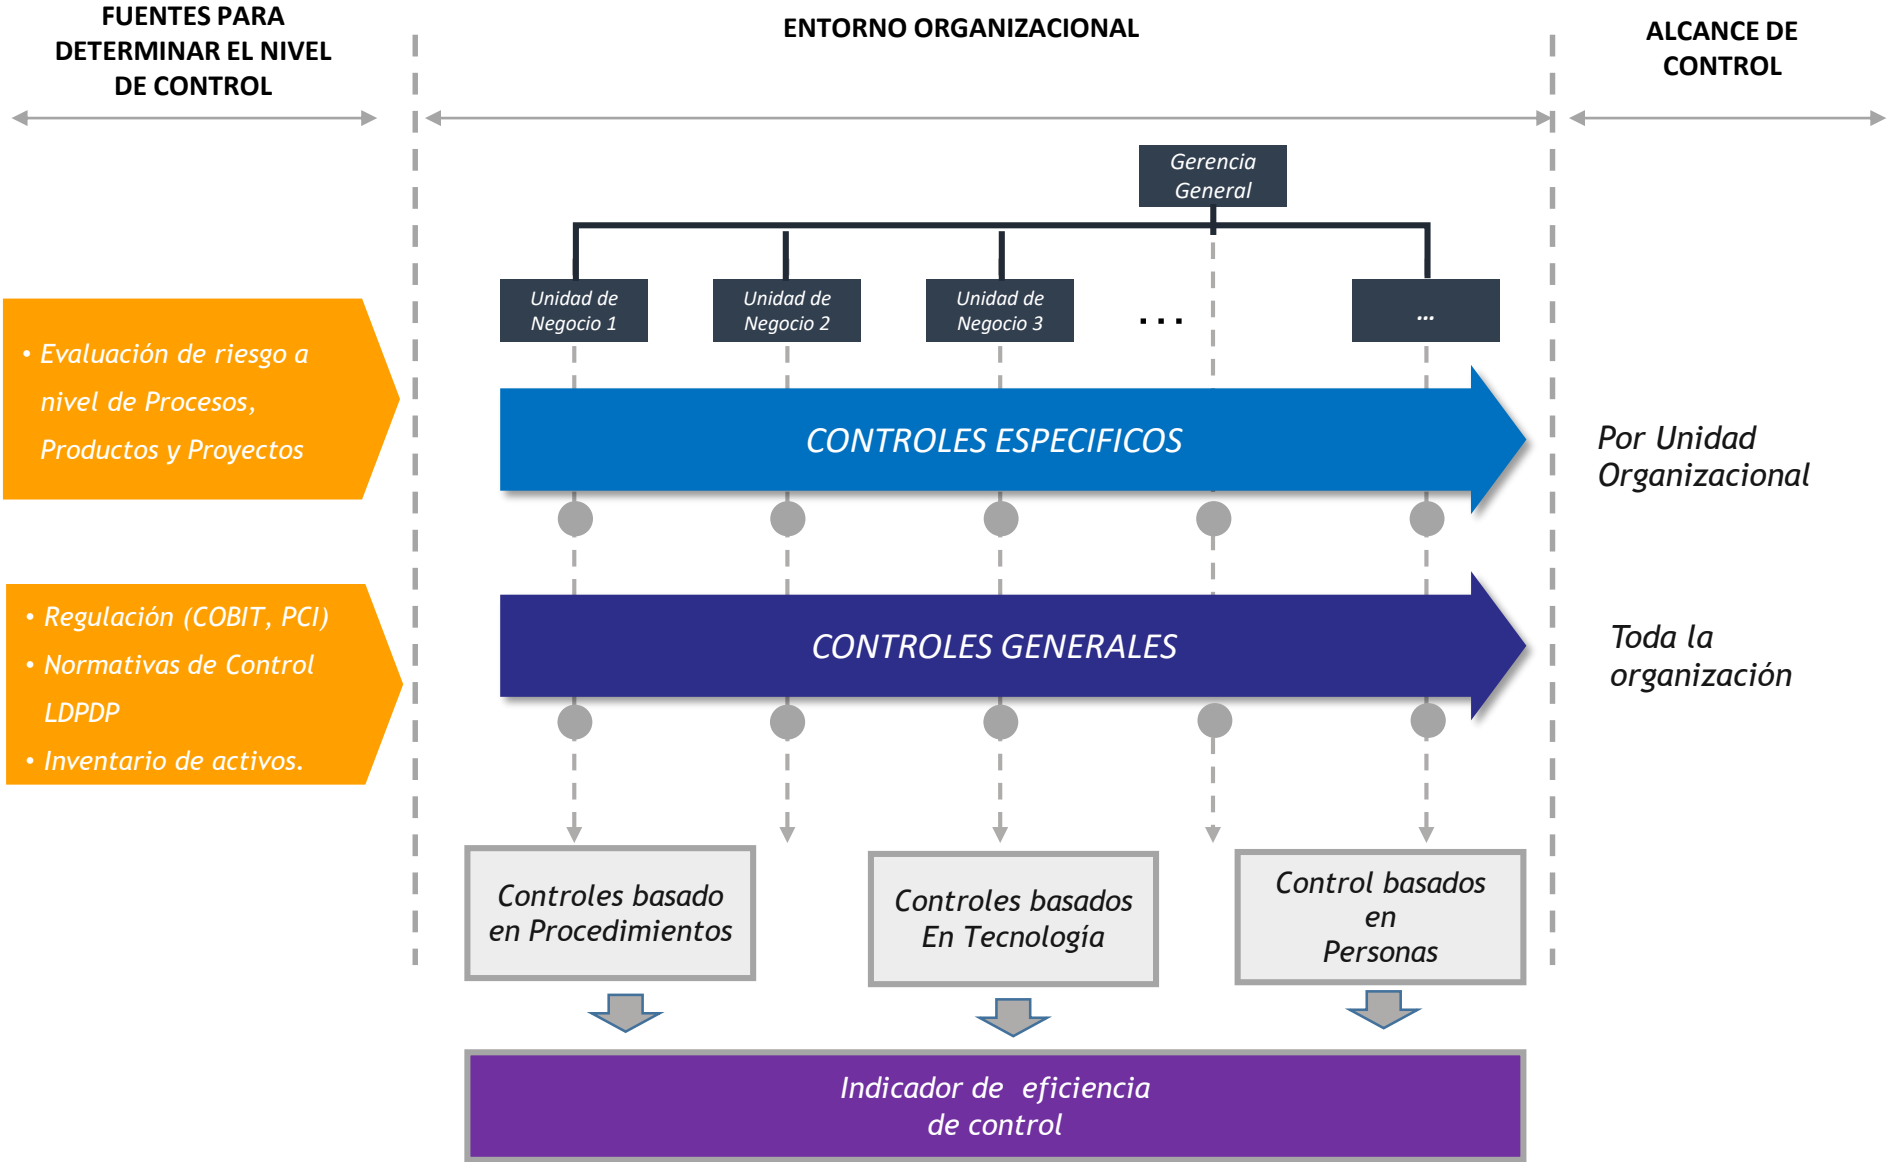 FUENTES PARA
DETERMINAR EL NIVEL
DE CONTROL
ENTORNO ORGANIZACIONAL
ALCANCE DE
CONTROL
Gerencia
General
Unidad de
Negocio 1
Unidad de
Negocio 2
Unidad de
Negocio 3
...
...
• Evaluación de riesgo a
nivel de Procesos,
Productos y Proyectos
CONTROLES ESPECIFICOS
Por Unidad
Organizacional
• Regulación (COBIT, PCI)
• Normativas de Control
LDPDP
• Inventario de activos.
CONTROLES GENERALES
Toda la
organización
Controles basado
en Procedimientos
Controles basados
En Tecnología
Control basados
en
Personas
Indicador de  eficiencia
de control